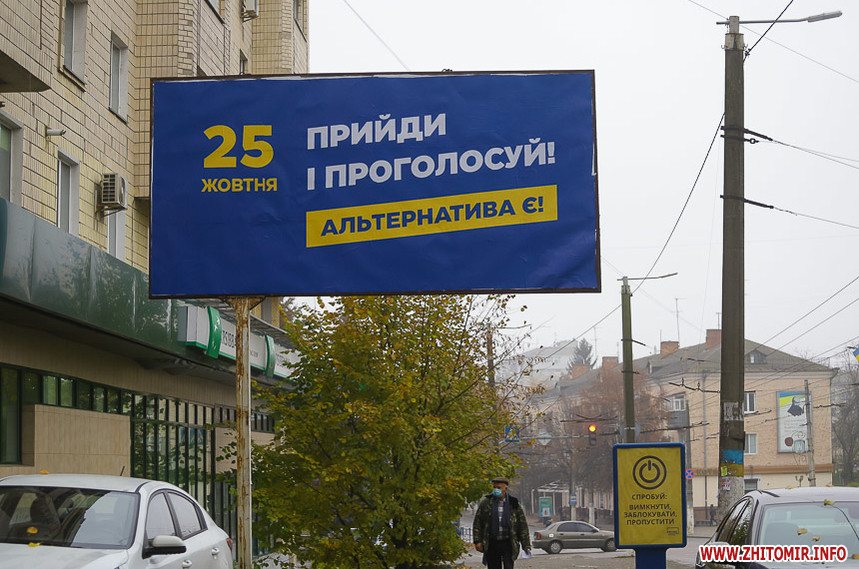 25
ЖОВТНЯ
ПРИЙДИ
І ПРОГОЛОСУЙ!
АЛЬТЕРНАТИВА Є!
СПРОБУЙ:
ВИМКНУТИ,
ЗАБЛОКУВАТИ,
ПРОПУСТИТИ
WWW.ZHITOMIR.INFO